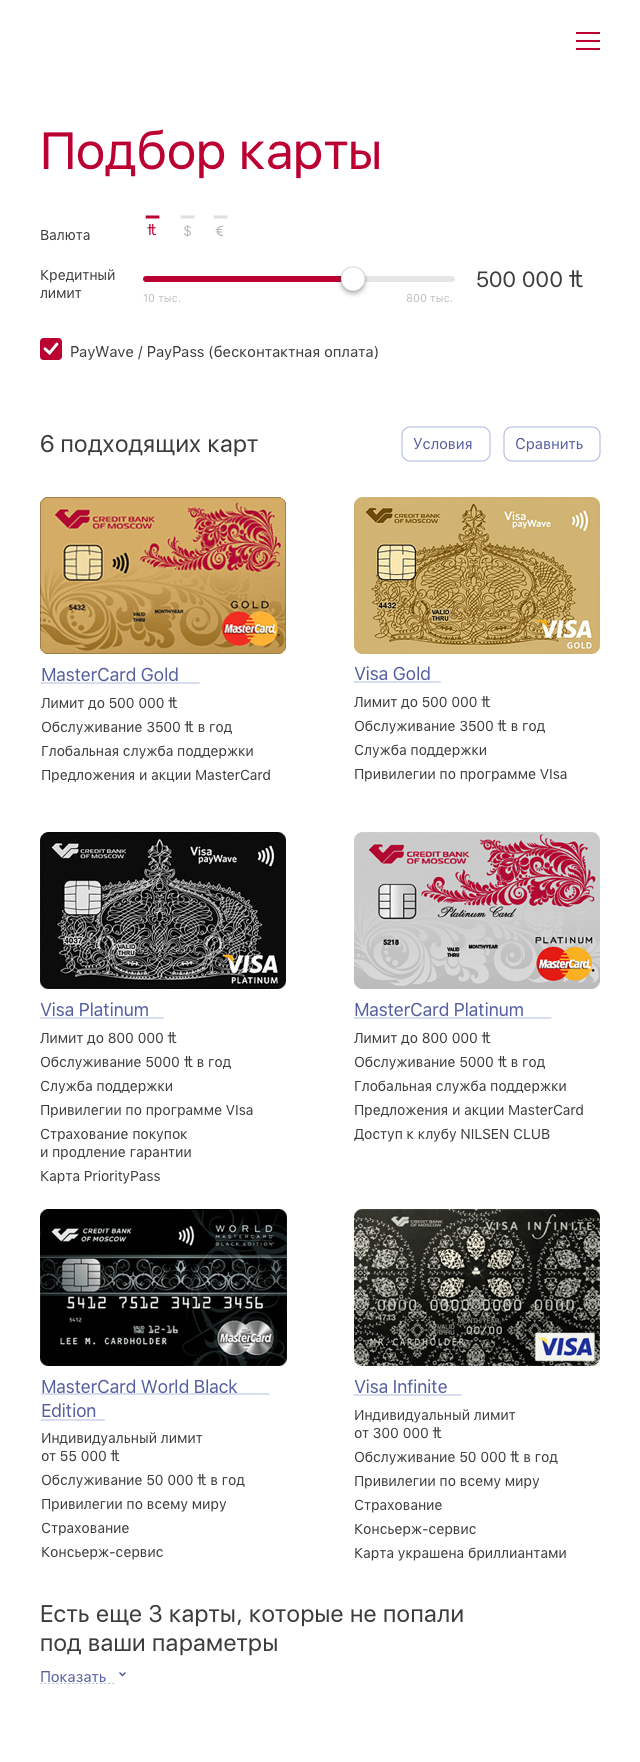 Подбор карты
Валюта
₶ $ €
Кредитный
лимит
10 тыс. 800 тыс.
500 000 ₶
PayWave / PayPass (бесконтактная оплата)
6 подходящих карт
Условия
Сравнить
CREDIT BANK
OF MOSCOW
5432
VALID
THRU
MONTH/YEAR
GOLD
MasterCard
MasterCard Gold
Лимит до 500 000 ₶
Обслуживание 3500 ₶ в год
Глобальная служба поддержки
Предложения и акции MasterCard
CREDIT BANK
OF MOSCOW
Visa
payWave
4432
VALID
THRU
VISA
GOLD
Visa Gold
Лимит до 500 000 ₶
Обслуживание 3500 ₶ в год
Служба поддержки
Привилегии по программе VIsa
CREDIT BANK
OF MOSCOW
Visa
payWave
4037
VALID
THRU
VISA
PLATINUM
Visa Platinum
Лимит до 800 000 ₶
Обслуживание 5000 ₶ в год
Служба поддержки
Привилегии по программе VIsa
Страхование покупок
и продление гарантии
Карта PriorityPass
CREDIT BANK
OF MOSCOW
Platinum Card
5218
VALID
THRU
MONTH/YEAR
PLATINUM
MasterCard
MasterCard Platinum
Лимит до 800 000 ₶
Обслуживание 5000 ₶ в год
Глобальная служба поддержки
Предложения и акции MasterCard
Доступ к клубу NILSEN CLUB
CREDIT BANK
OF MOSCOW
WORLD
MASTERCARD
BLACK EDITION
5412 7512 3412 3456
5412
VALID
THRU
12-16
LEE M. CARDHOLDER
MasterCard
MasterCard World Black
Edition
Индивидуальный лимит
от 55 000 ₶
Обслуживание 50 000 ₶ в год
Привилегии по всему миру
Страхование
Консьерж-сервис
CREDIT BANK
OF MOSCOW
VISA INFINITE
0000 0000 0000 0000
4713
MONTH/YEAR
00/00
MR. CARDHOLDER
VISA
Visa Infinite
Индивидуальный лимит
от 300 000 ₶
Обслуживание 50 000 ₶ в год
Привилегии по всему миру
Страхование
Консьерж-сервис
Карта украшена бриллиантами
Есть еще 3 карты, которые не попали
под ваши параметры
Показать